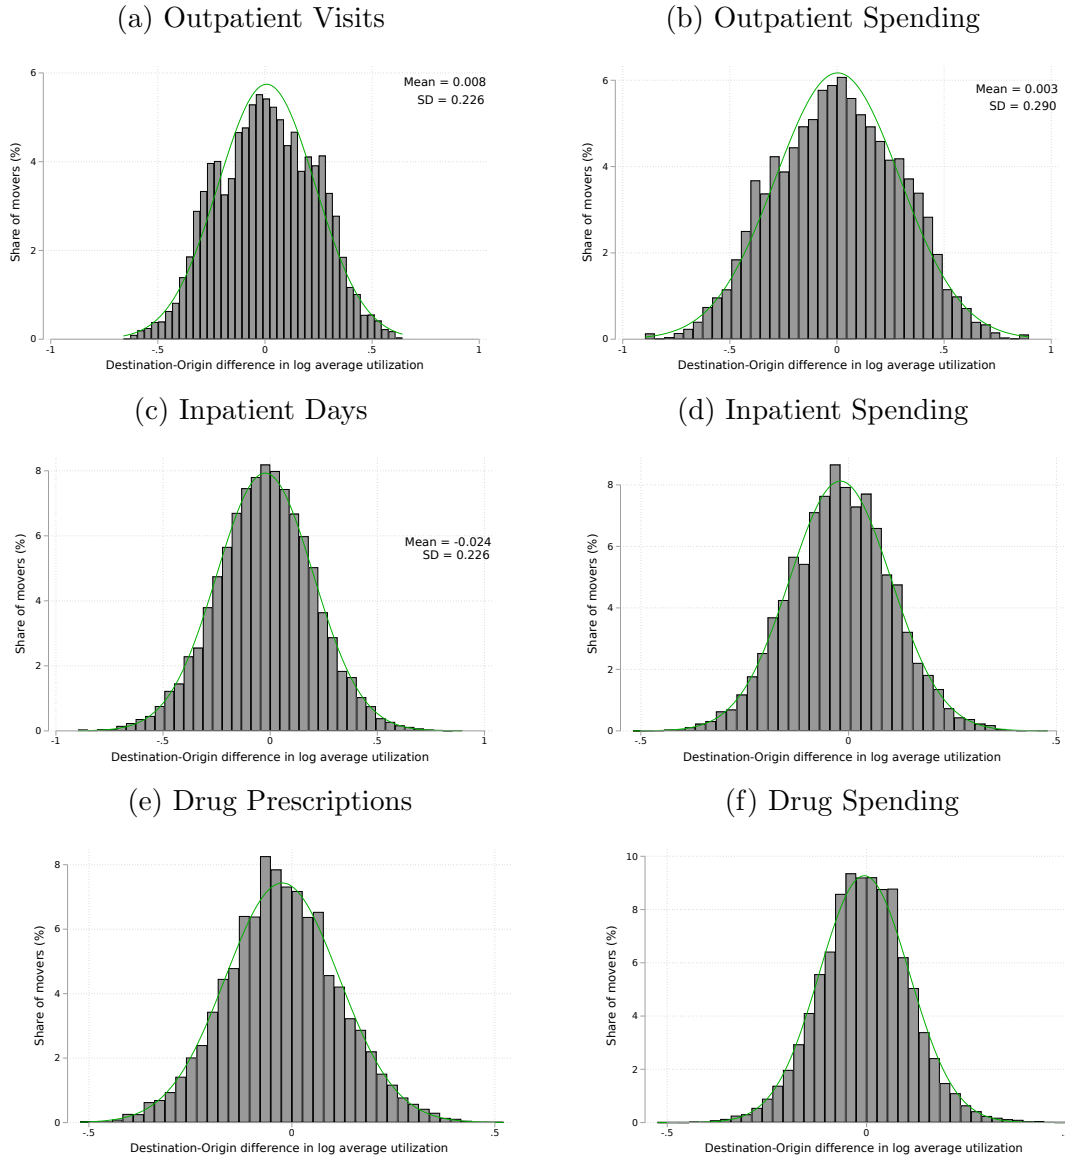 (a) Outpatient Visits
(b) Outpatient Spending
Mean = 0.008
SD = 0.226
6
4
2
0
Share of movers (%)
-1
-.5
0
.5
1
Destination-Origin difference in log average utilization
Mean = 0.003
SD = 0.290
6
4
2
0
Share of movers (%)
-1
-.5
0
.5
1
Destination-Origin difference in log average utilization
(c) Inpatient Days
(d) Inpatient Spending
Mean = -0.024
SD = 0.226
8
6
4
2
0
Share of movers (%)
-1
-.5
0
.5
1
Destination-Origin difference in log average utilization
8
6
4
2
0
Share of movers (%)
-.5
0
.5
Destination-Origin difference in log average utilization
(e) Drug Prescriptions
(f) Drug Spending
8
6
4
2
0
Share of movers (%)
-.5
0
.5
Destination-Origin difference in log average utilization
10
8
6
4
2
0
Share of movers (%)
-.5
0
Destination-Origin difference in log average utilization